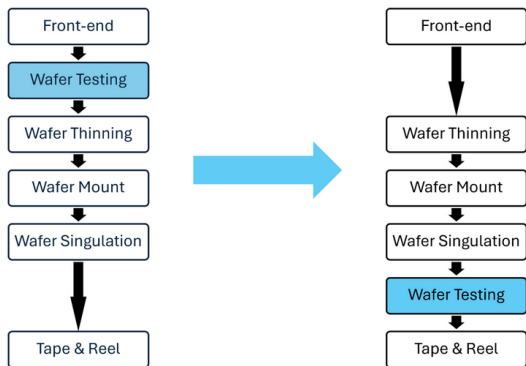 Front-end
Wafer Testing
Wafer Thinning
Wafer Mount
Wafer Singulation
Tape & Reel
Front-end
Wafer Thinning
Wafer Mount
Wafer Singulation
Wafer Testing
Tape & Reel